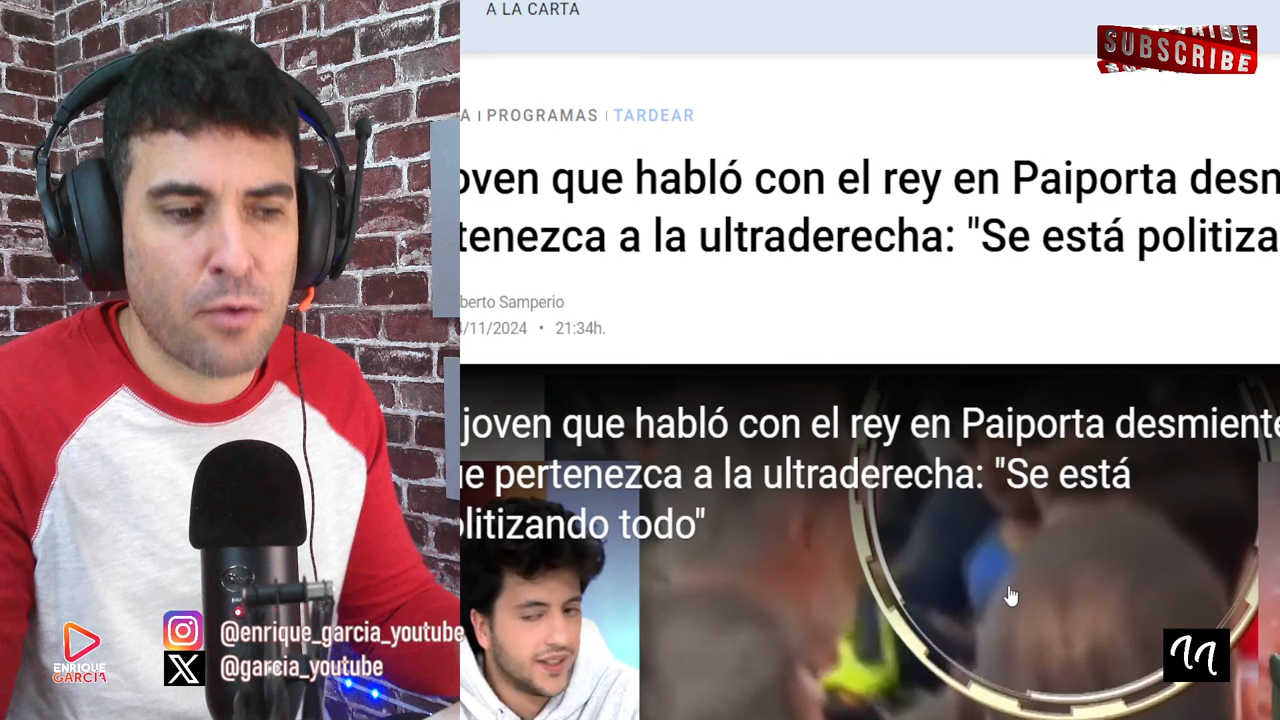 A LA CARTA
SUBSCRIBE
A | PROGRAMAS | TARDEAR
oven que habló con el rey en Paiporta desm
tenezca a la ultraderecha: "Se está politiza
berto Samperio
/11/2024 • 21:34h.
joven que habló con el rey en Paiporta desmiente
ue pertenezca a la ultraderecha: "Se está
olitizando todo"
@enrique_garcia_youtube
@garcia_youtube
ENRIQUE
GARCIA